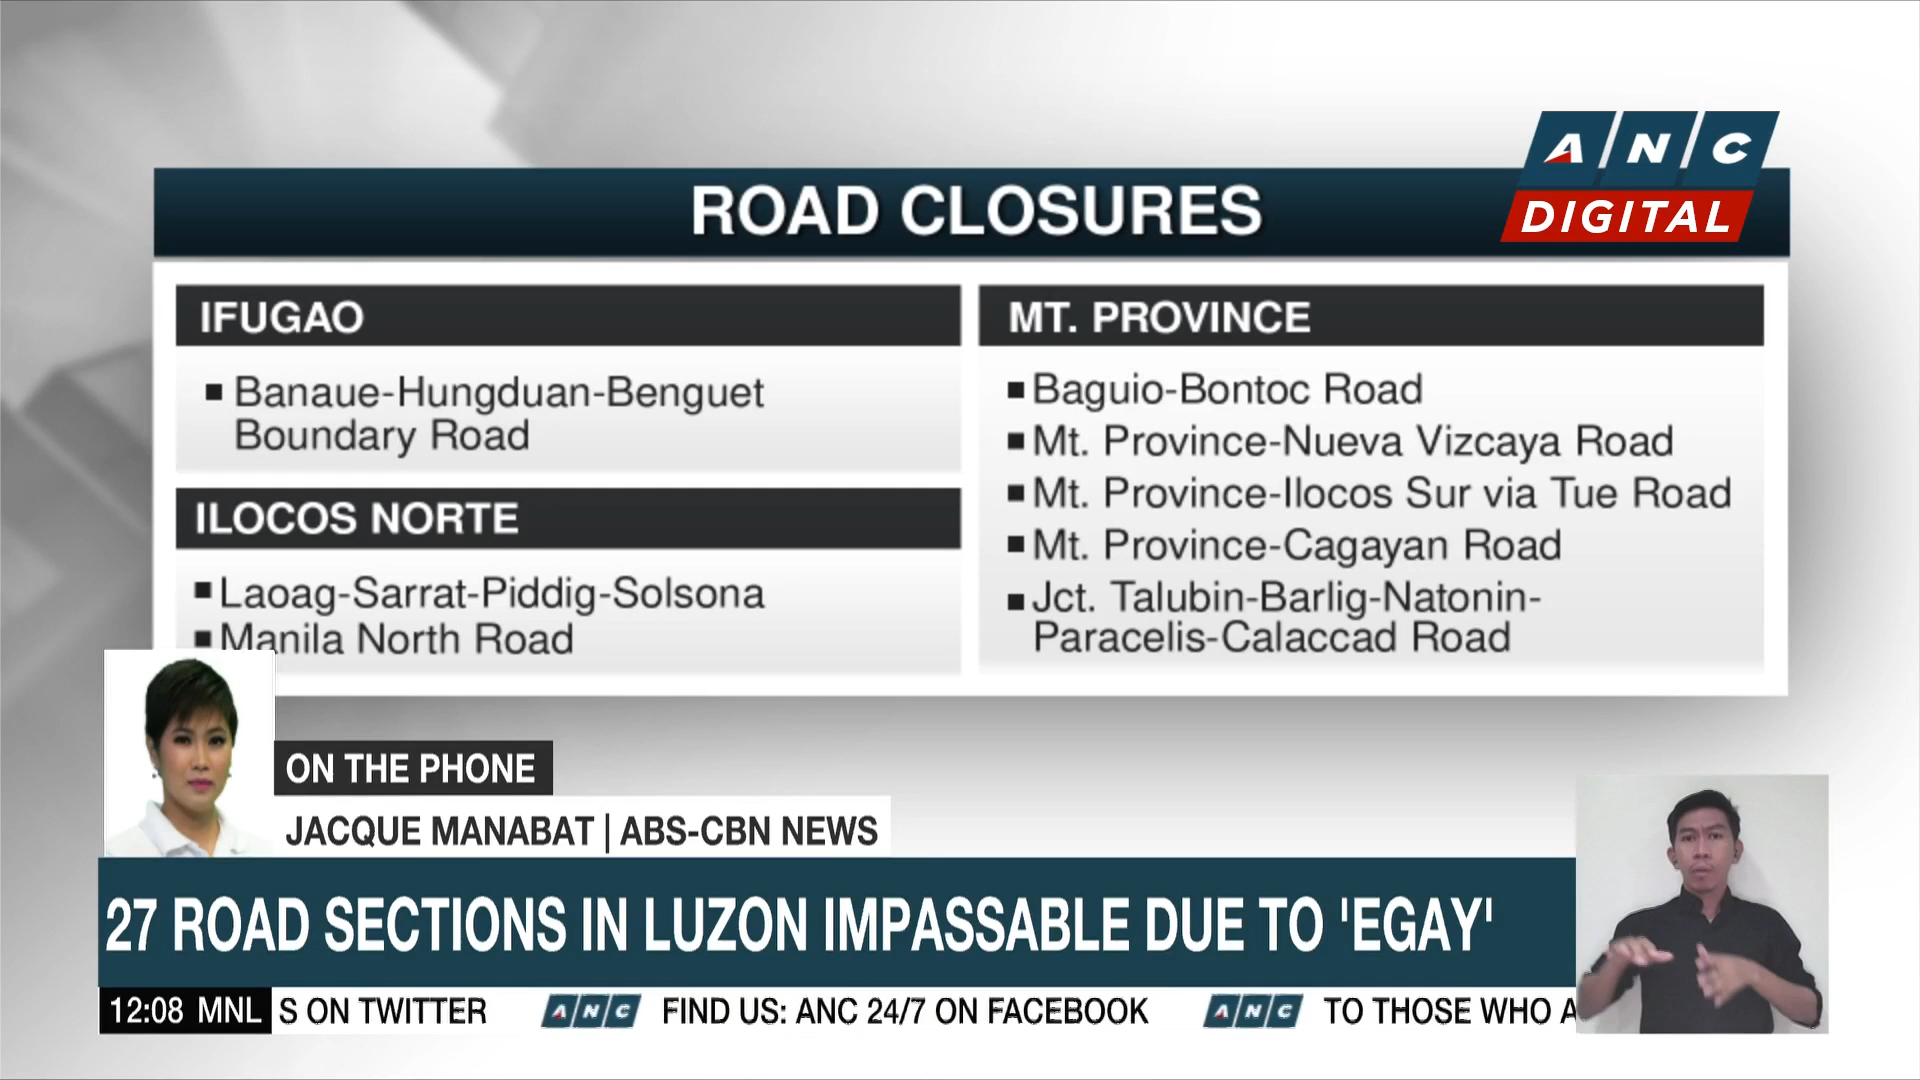 ANC
DIGITAL
ROAD CLOSURES
IFUGAO
■ Banaue-Hungduan-Benguet
Boundary Road
ILOCOS NORTE
■ Laoag-Sarrat-Piddig-Solsona
■ Manila North Road
MT. PROVINCE
■ Baguio-Bontoc Road
■ Mt. Province-Nueva Vizcaya Road
■ Mt. Province-Ilocos Sur via Tue Road
■ Mt. Province-Cagayan Road
■ Jct. Talubin-Barlig-Natonin-
Paracelis-Calaccad Road
ON THE PHONE
JACQUE MANABAT | ABS-CBN NEWS
27 ROAD SECTIONS IN LUZON IMPASSABLE DUE TO 'EGAY'
12:08 MNL S ON TWITTER ANC FIND US: ANC 24/7 ON FACEBOOK ANC TO THOSE WHO A